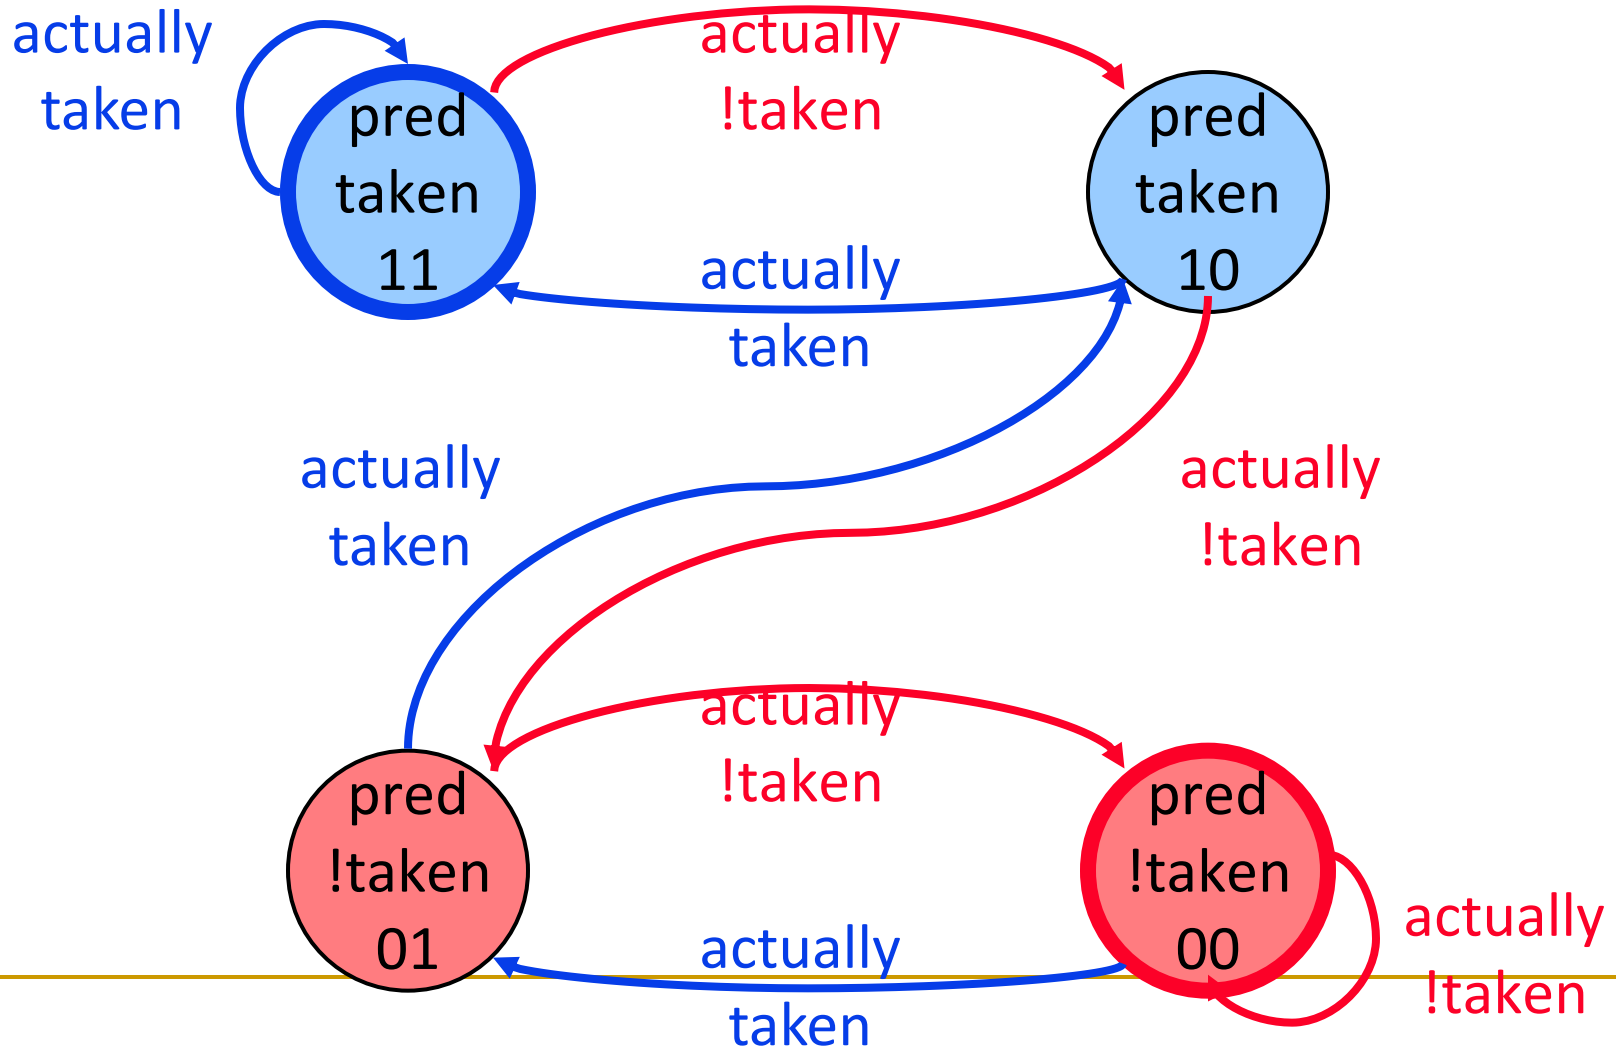 actually
taken
actually
!taken
pred
taken
11
pred
taken
10
actually
taken
actually
taken
actually
!taken
actually
!taken
pred
!taken
01
pred
!taken
00
actually
taken
actually
!taken